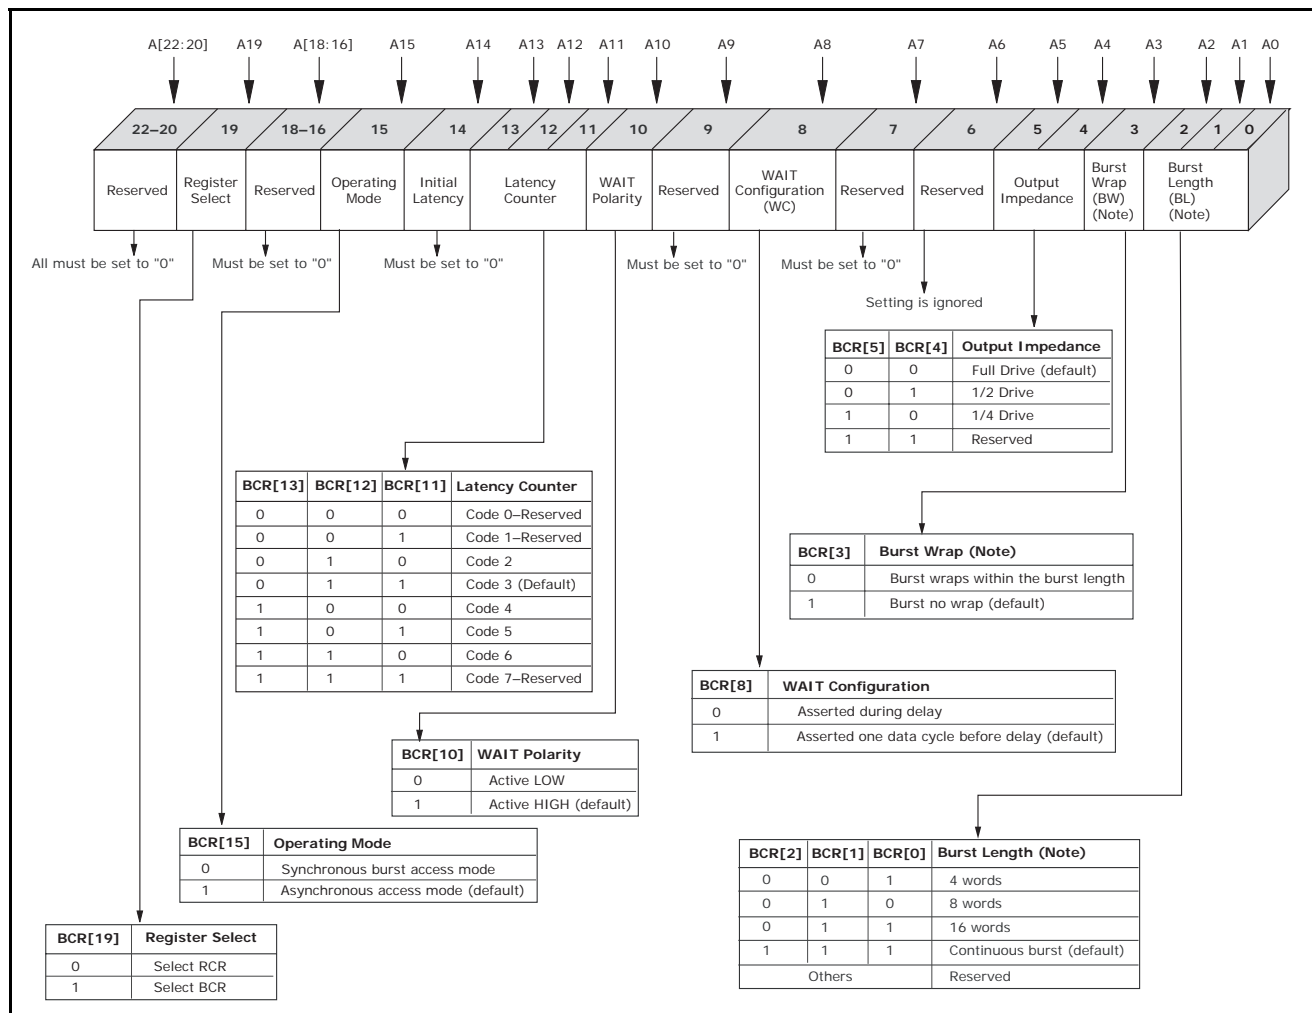 A[22:20] A19 A[18:16] A15 A14 A13 A12 A11 A10 A9 A8 A7 A6 A5 A4 A3 A2 A1 A0
22–20 19 18–16 15 14 13 12 11 10 9 8 7 6 5 4 3 2 1 0
Reserved
Register
Select
Reserved
Operating
Mode
Initial
Latency
Latency
Counter
WAIT
Polarity
Reserved
WAIT
Configuration
(WC)
Reserved
Reserved
Output
Impedance
Burst
Wrap
(BW)
(Note)
Burst
Length
(BL)
(Note)
All must be set to "0"
Must be set to "0"
Must be set to "0"
Must be set to "0"
Must be set to "0"
Setting is ignored
BCR[5] BCR[4] Output Impedance
0 0 Full Drive (default)
0 1 1/2 Drive
1 0 1/4 Drive
1 1 Reserved
BCR[13] BCR[12] BCR[11] Latency Counter
0 0 0 Code 0–Reserved
0 0 1 Code 1–Reserved
0 1 0 Code 2
0 1 1 Code 3 (Default)
1 0 0 Code 4
1 0 1 Code 5
1 1 0 Code 6
1 1 1 Code 7–Reserved
BCR[3] Burst Wrap (Note)
0 Burst wraps within the burst length
1 Burst no wrap (default)
BCR[8] WAIT Configuration
0 Asserted during delay
1 Asserted one data cycle before delay (default)
BCR[10] WAIT Polarity
0 Active LOW
1 Active HIGH (default)
BCR[15] Operating Mode
0 Synchronous burst access mode
1 Asynchronous access mode (default)
BCR[2] BCR[1] BCR[0] Burst Length (Note)
0 0 1 4 words
0 1 0 8 words
0 1 1 16 words
1 1 1 Continuous burst (default)
Others Reserved
BCR[19] Register Select
0 Select RCR
1 Select BCR